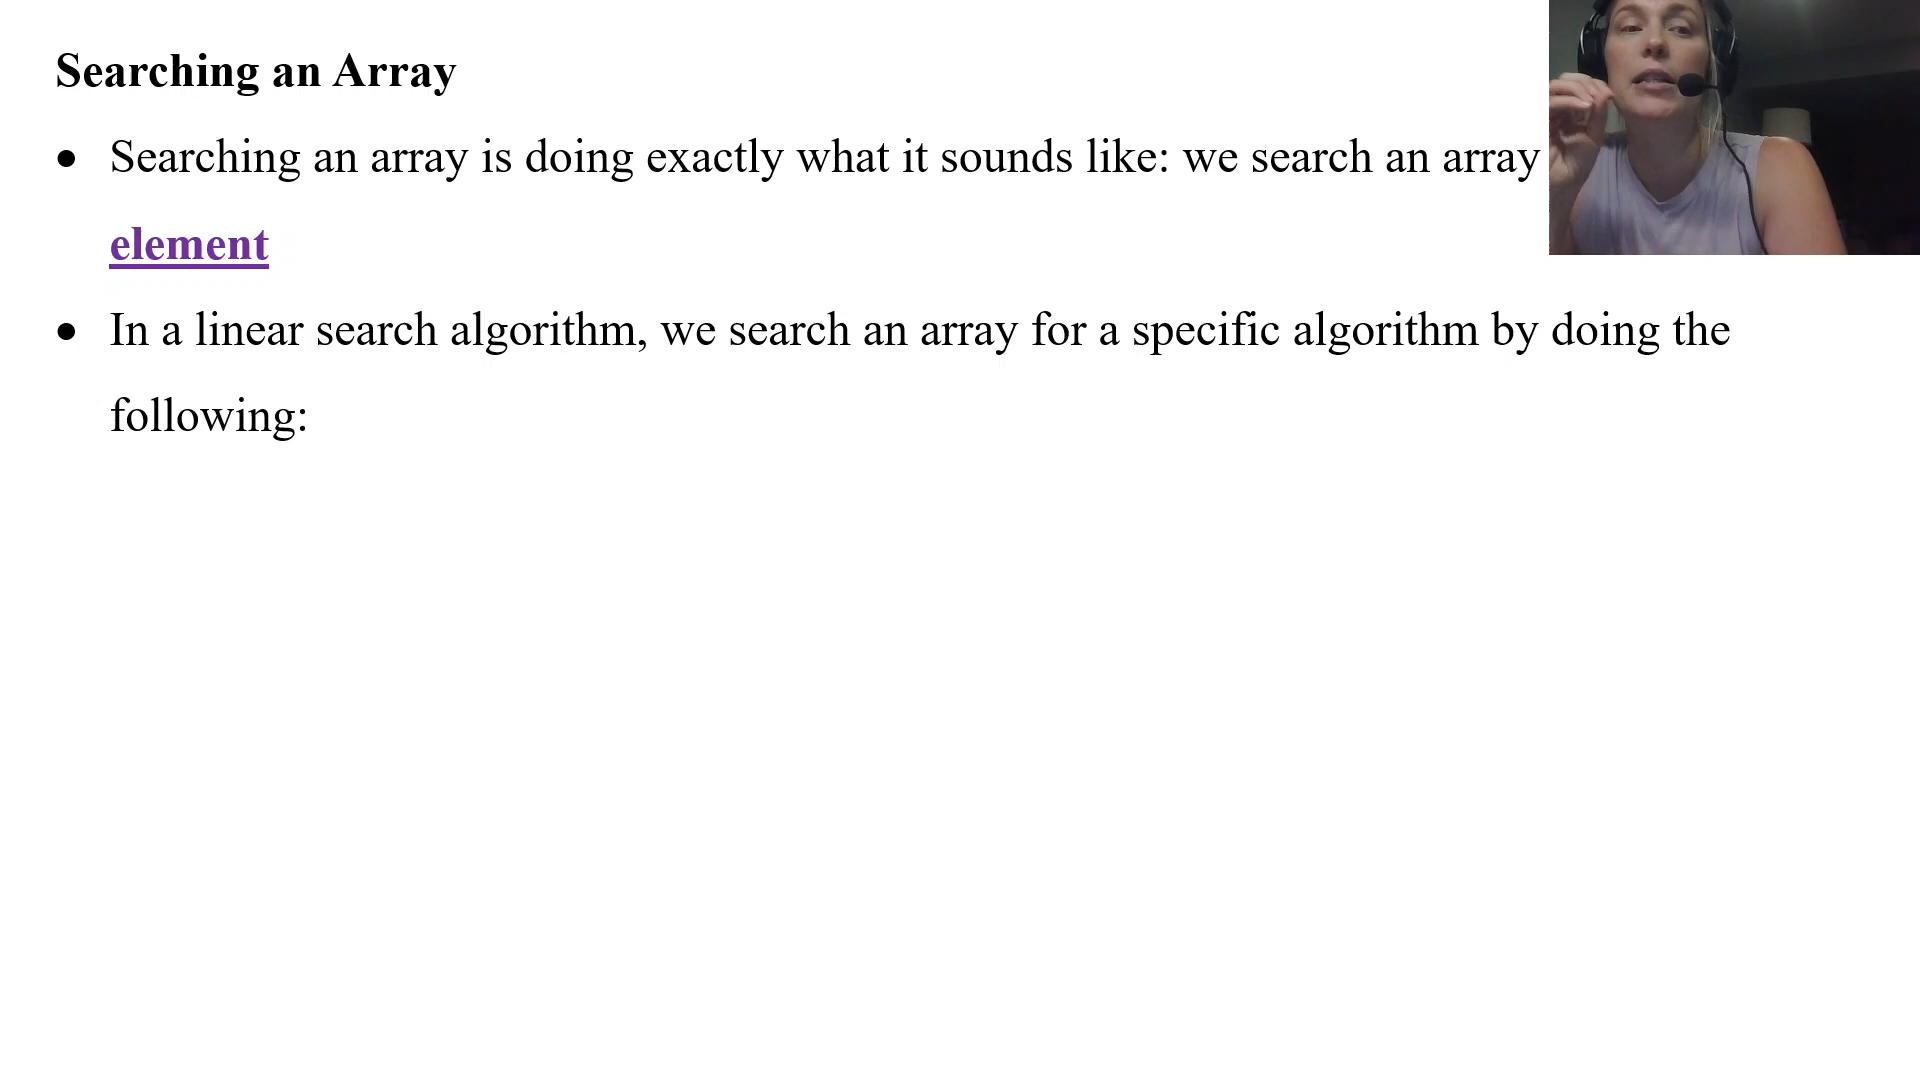 Searching an Array
• Searching an array is doing exactly what it sounds like: we search an array
element
• In a linear search algorithm, we search an array for a specific algorithm by doing the
following: